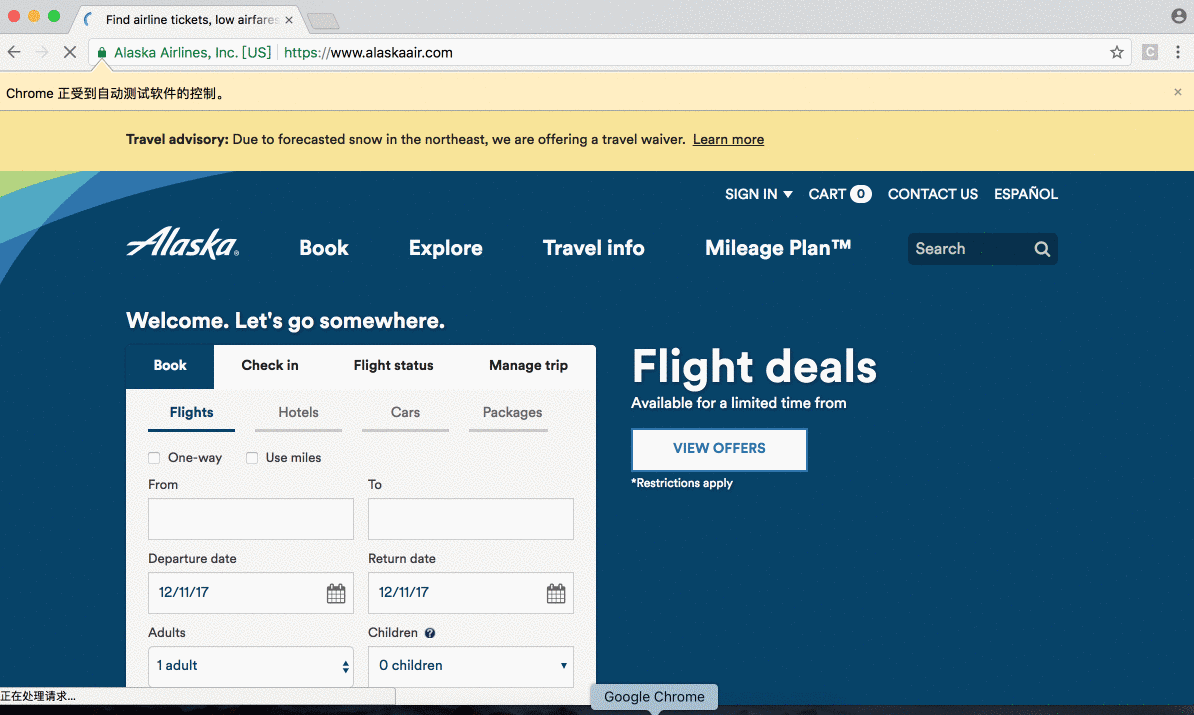 Find airline tickets, low airfares
Alaska Airlines, Inc. [US] https://www.alaskaair.com
Chrome 正受到自动测试软件的控制。
Travel advisory: Due to forecasted snow in the northeast, we are offering a travel waiver. Learn more
SIGN IN CART 0 CONTACT US ESPAÑOL
Alaska® Book Explore Travel info Mileage Plan™ Search
Welcome. Let's go somewhere.
Book Check in Flight status Manage trip
Flights Hotels Cars Packages
One-way Use miles
From To
Departure date Return date
12/11/17 12/11/17
Adults Children ?
1 adult 0 children
Flight deals
Available for a limited time from
VIEW OFFERS
*Restrictions apply
正在处理请求...
Google Chrome